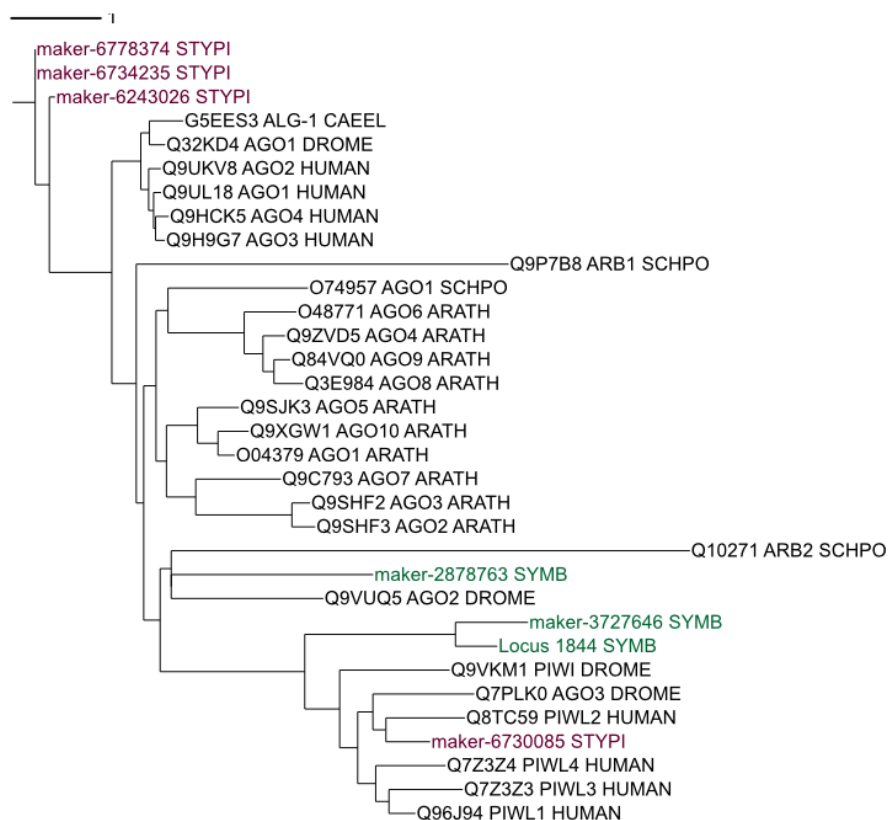 1
maker-6778374 STYPI
maker-6734235 STYPI
maker-6243026 STYPI
G5EES3 ALG-1 CAEEL
Q32KD4 AGO1 DROME
Q9UKV8 AGO2 HUMAN
Q9UL18 AGO1 HUMAN
Q9HCK5 AGO4 HUMAN
Q9H9G7 AGO3 HUMAN
Q9P7B8 ARB1 SCHPO
O74957 AGO1 SCHPO
O48771 AGO6 ARATH
Q9ZVD5 AGO4 ARATH
Q84VQ0 AGO9 ARATH
Q3E984 AGO8 ARATH
Q9SJK3 AGO5 ARATH
Q9XGW1 AGO10 ARATH
O04379 AGO1 ARATH
Q9C793 AGO7 ARATH
Q9SHF2 AGO3 ARATH
Q9SHF3 AGO2 ARATH
Q10271 ARB2 SCHPO
maker-2878763 SYMB
Q9VUQ5 AGO2 DROME
maker-3727646 SYMB
Locus 1844 SYMB
Q9VKM1 PIWI DROME
Q7PLK0 AGO3 DROME
Q8TC59 PIWL2 HUMAN
maker-6730085 STYPI
Q7Z3Z4 PIWL4 HUMAN
Q7Z3Z3 PIWL3 HUMAN
Q96J94 PIWL1 HUMAN